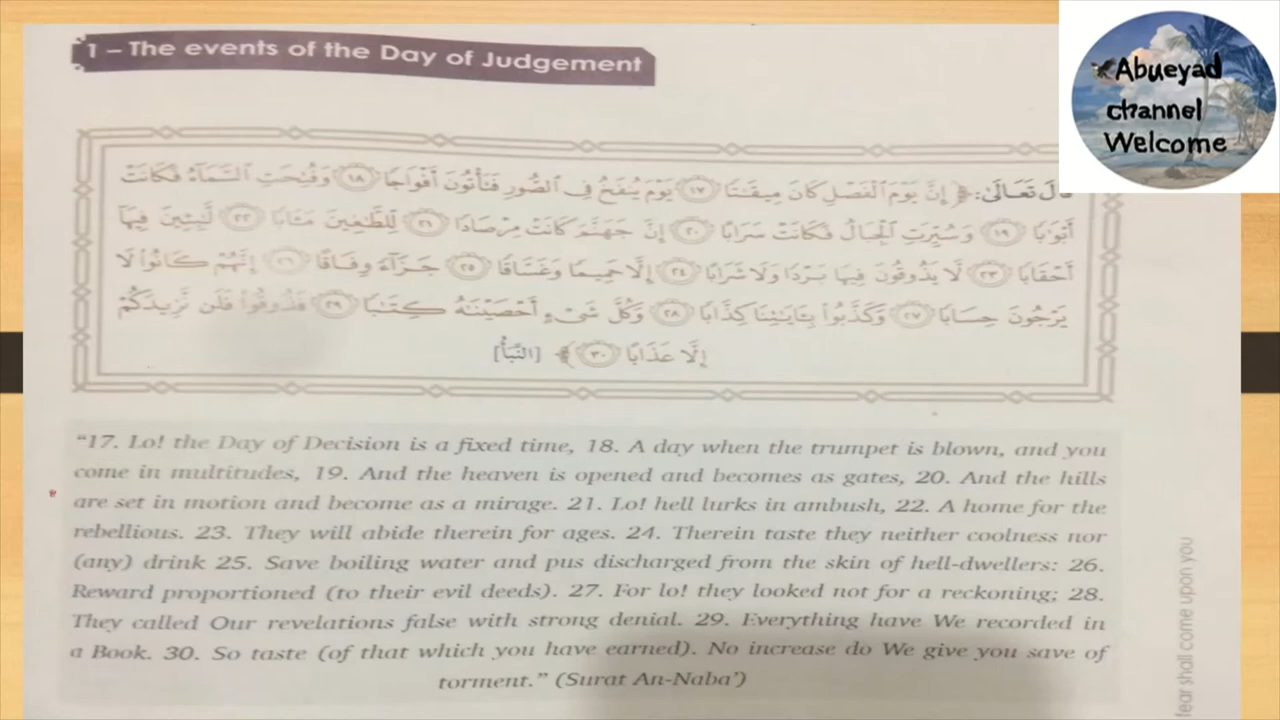 1 – The events of the Day of Judgement
Abueyad
channel
Welcome
قال تعالى: ﴿ إِنَّ يَوْمَ ٱلْفَصْلِ كَانَ مِيقَٰتًا ١٧ يَوْمَ يُنفَخُ فِى ٱلصُّورِ فَتَأْتُونَ أَفْوَاجًا ١٨ وَفُتِحَتِ ٱلسَّمَآءُ فَكَانَتْ
أَبْوَٰبًا ١٩ وَسُيِّرَتِ ٱلْجِبَالُ فَكَانَتْ سَرَابًا ٢٠ إِنَّ جَهَنَّمَ كَانَتْ مِرْصَادًا ٢١ لِّلطَّٰغِينَ مَـَٔابًا ٢٢ لَّٰبِثِينَ فِيهَآ
أَحْقَابًا ٢٣ لَّا يَذُوقُونَ فِيهَا بَرْدًا وَلَا شَرَابًا ٢٤ إِلَّا حَمِيمًا وَغَسَّاقًا ٢٥ جَزَآءً وِفَاقًا ٢٦ إِنَّهُمْ كَانُوا۟ لَا
يَرْجُونَ حِسَابًا ٢٧ وَكَذَّبُوا۟ بِـَٔايَٰتِنَا كِذَّابًا ٢٨ وَكُلَّ شَىْءٍ أَحْصَيْنَٰهُ كِتَٰبًا ٢٩ فَذُوقُوا۟ فَلَن نَّزِيدَكُمْ
إِلَّا عَذَابًا ٣٠ ﴾ [النَّبَأ]
“17. Lo! the Day of Decision is a fixed time, 18. A day when the trumpet is blown, and you
come in multitudes, 19. And the heaven is opened and becomes as gates, 20. And the hills
are set in motion and become as a mirage. 21. Lo! hell lurks in ambush, 22. A home for the
rebellious. 23. They will abide therein for ages. 24. Therein taste they neither coolness nor
(any) drink 25. Save boiling water and pus discharged from the skin of hell-dwellers: 26.
Reward proportioned (to their evil deeds). 27. For lo! they looked not for a reckoning; 28.
They called Our revelations false with strong denial. 29. Everything have We recorded in
a Book. 30. So taste (of that which you have earned). No increase do We give you save of
torment.” (Surat An-Naba’)
fear shall come upon you